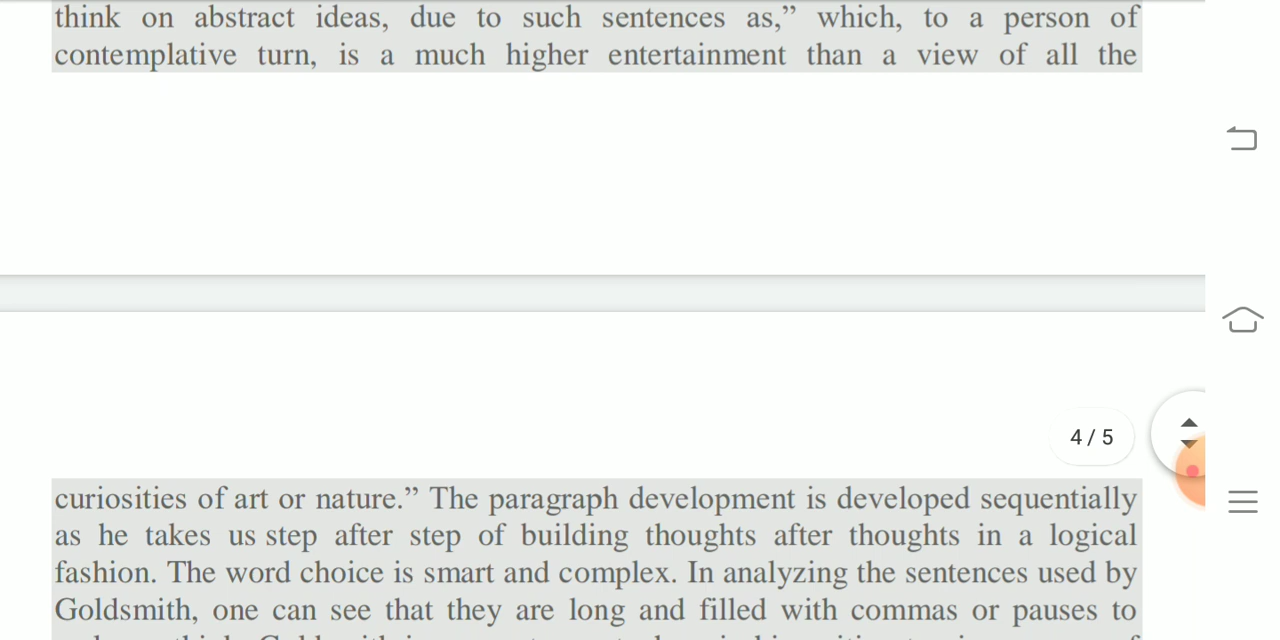 think on abstract ideas, due to such sentences as,” which, to a person of
contemplative turn, is a much higher entertainment than a view of all the
4 / 5
curiosities of art or nature.” The paragraph development is developed sequentially
as he takes us step after step of building thoughts after thoughts in a logical
fashion. The word choice is smart and complex. In analyzing the sentences used by
Goldsmith, one can see that they are long and filled with commas or pauses to